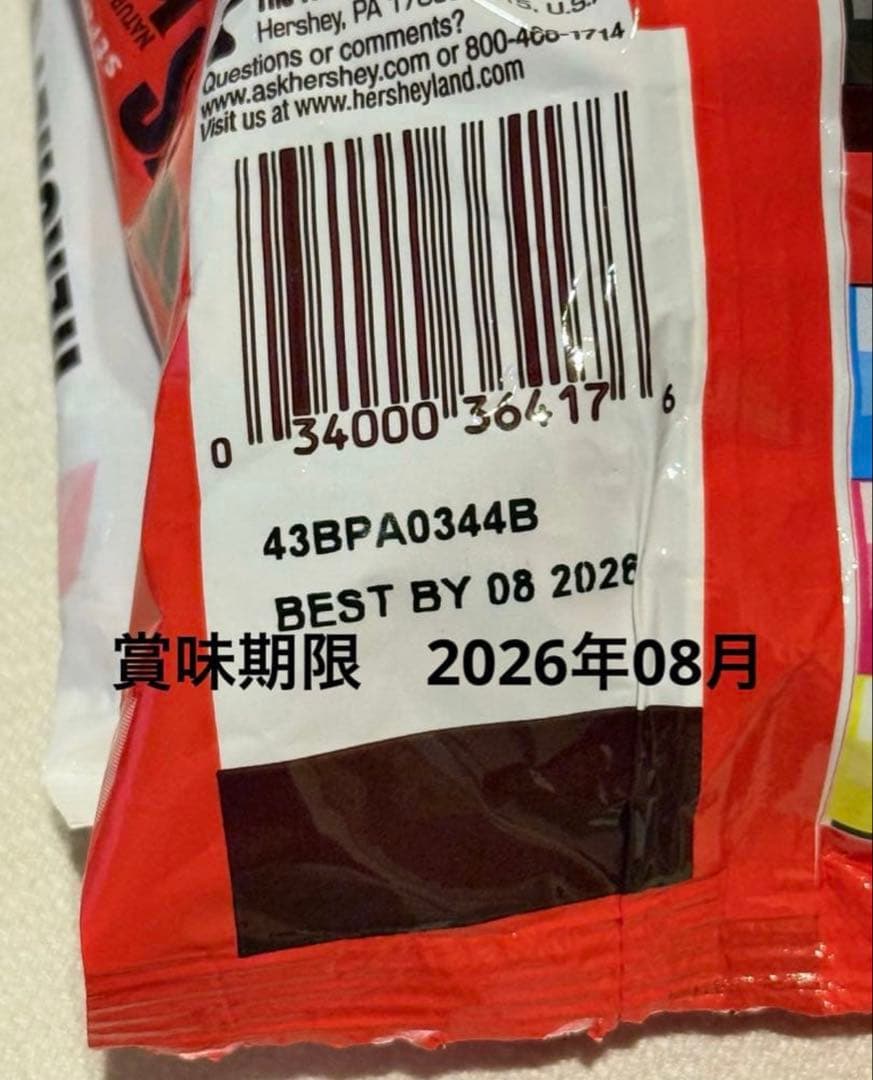 Hershey, PA
U.S.
Questions or comments?
www.askhershey.com or 800-468-1714
Visit us at www.hersheyland.com
0 34000 36417 6
43BPA0344B
BEST BY 08 2026
賞味期限 2026年08月